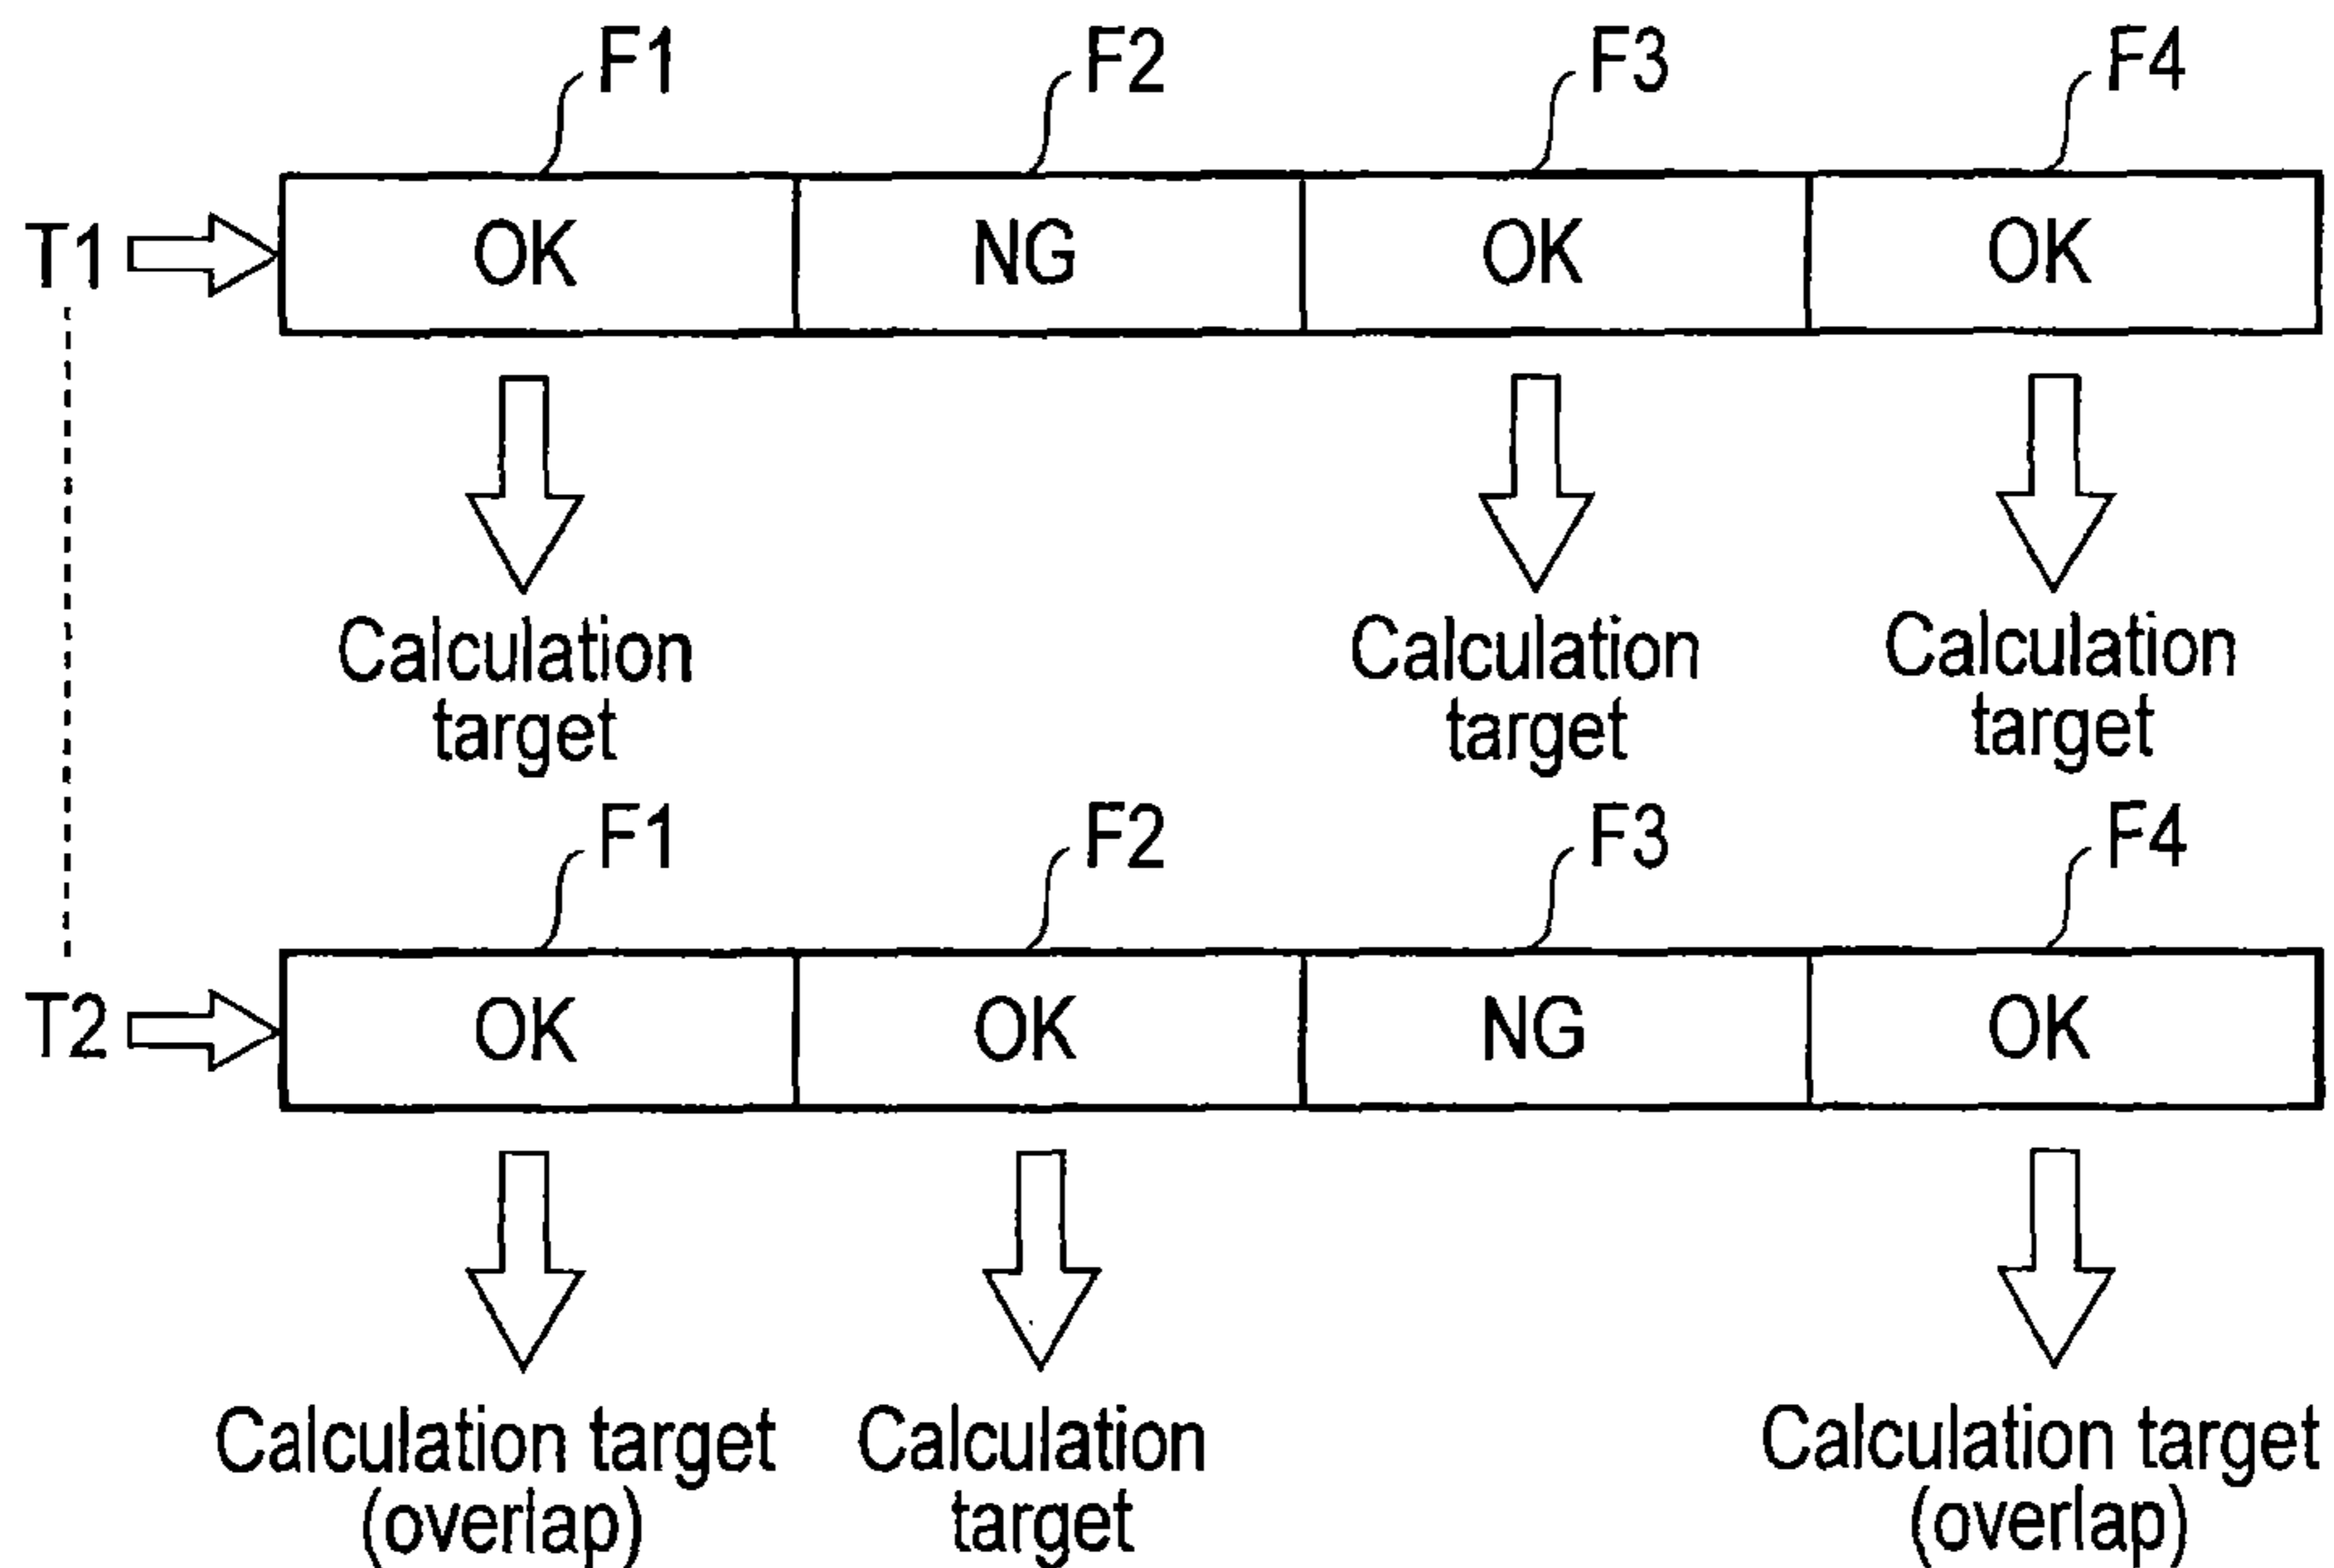 F1 F2 F3 F4
T1 OK NG OK OK
Calculation target
Calculation target
Calculation target
F1 F2 F3 F4
T2 OK OK NG OK
Calculation target (overlap)
Calculation target
Calculation target (overlap)